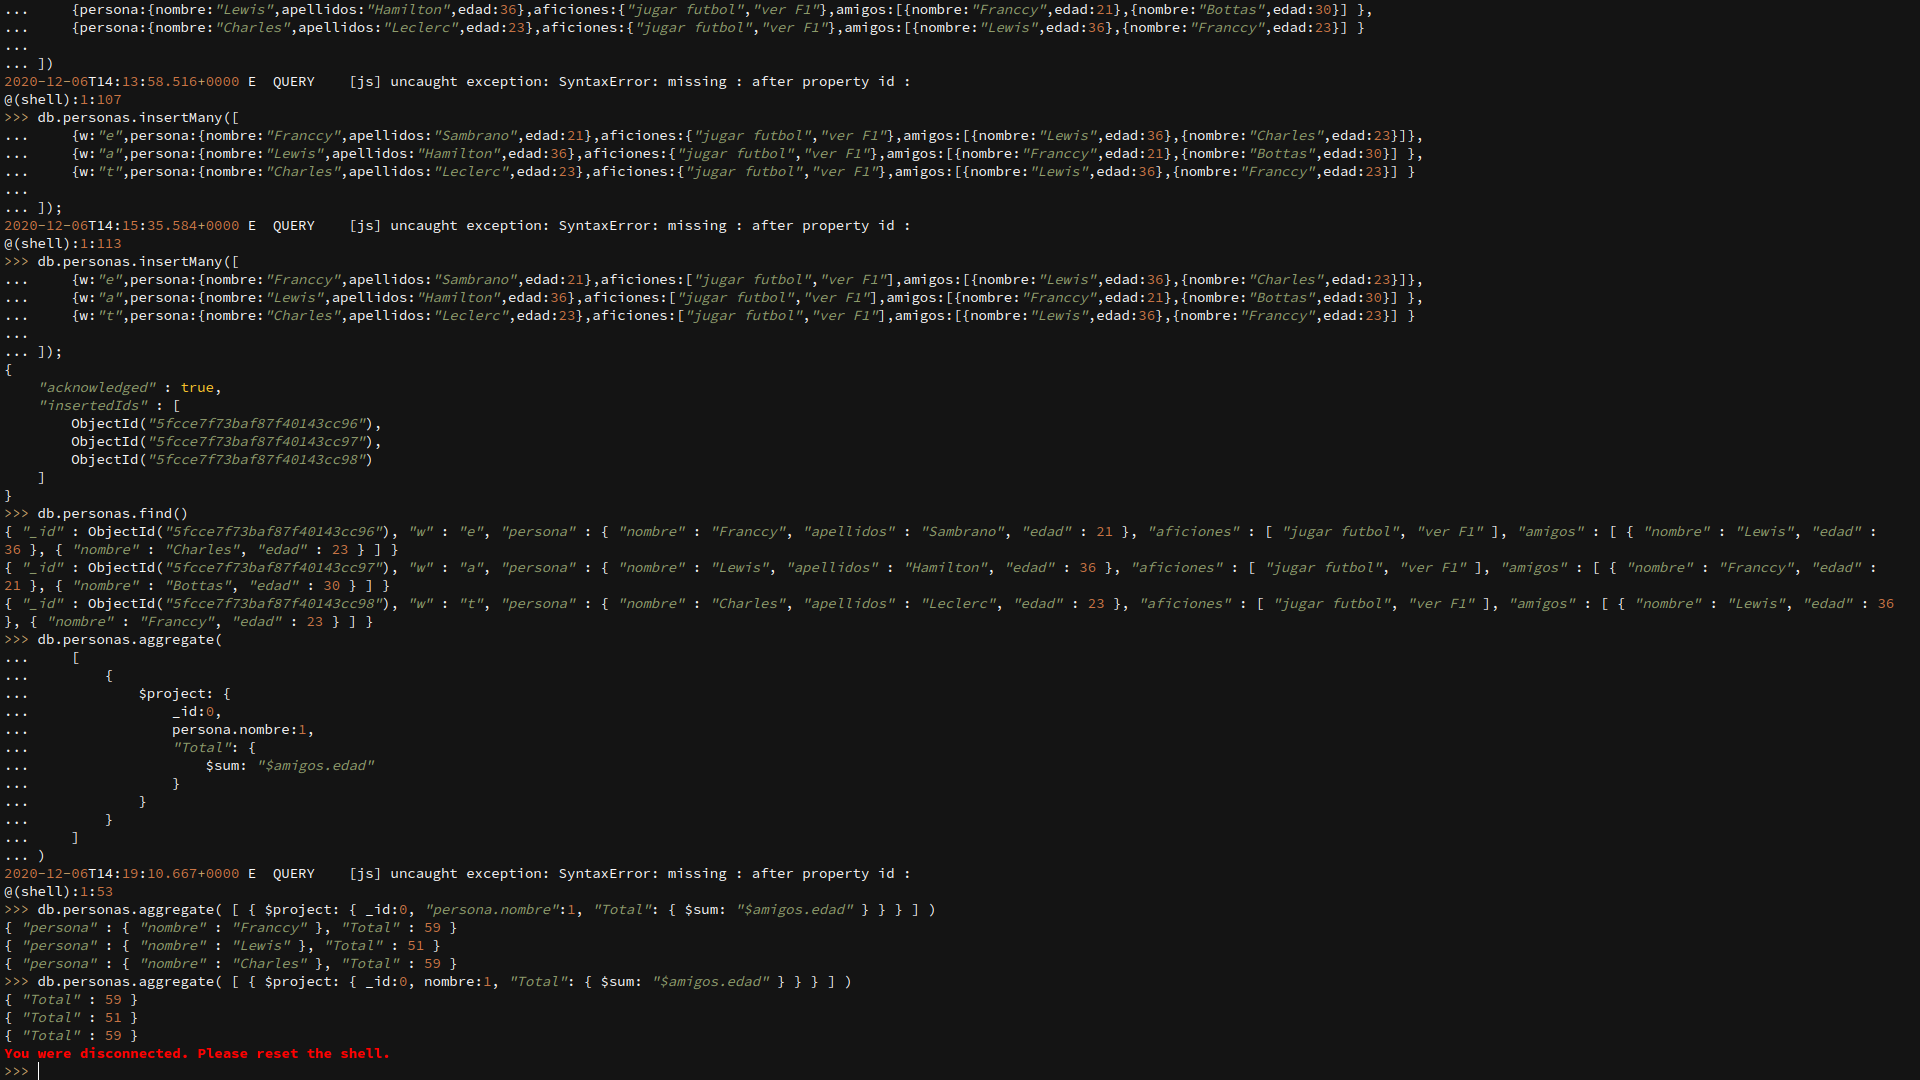 ...     {persona:{nombre:"Lewis",apellidos:"Hamilton",edad:36},aficiones:{"jugar futbol","ver F1"},amigos:[{nombre:"Franccy",edad:21},{nombre:"Bottas",edad:30}] },
...     {persona:{nombre:"Charles",apellidos:"Leclerc",edad:23},aficiones:{"jugar futbol","ver F1"},amigos:[{nombre:"Lewis",edad:36},{nombre:"Franccy",edad:23}] }
...
... ])
2020-12-06T14:13:58.516+0000 E  QUERY    [js] uncaught exception: SyntaxError: missing : after property id :
@(shell):1:107
>>> db.personas.insertMany([
...     {w:"e",persona:{nombre:"Franccy",apellidos:"Sambrano",edad:21},aficiones:{"jugar futbol","ver F1"},amigos:[{nombre:"Lewis",edad:36},{nombre:"Charles",edad:23}]},
...     {w:"a",persona:{nombre:"Lewis",apellidos:"Hamilton",edad:36},aficiones:{"jugar futbol","ver F1"},amigos:[{nombre:"Franccy",edad:21},{nombre:"Bottas",edad:30}] },
...     {w:"t",persona:{nombre:"Charles",apellidos:"Leclerc",edad:23},aficiones:{"jugar futbol","ver F1"},amigos:[{nombre:"Lewis",edad:36},{nombre:"Franccy",edad:23}] }
...
... ]);
2020-12-06T14:15:35.584+0000 E  QUERY    [js] uncaught exception: SyntaxError: missing : after property id :
@(shell):1:113
>>> db.personas.insertMany([
...     {w:"e",persona:{nombre:"Franccy",apellidos:"Sambrano",edad:21},aficiones:["jugar futbol","ver F1"],amigos:[{nombre:"Lewis",edad:36},{nombre:"Charles",edad:23}]},
...     {w:"a",persona:{nombre:"Lewis",apellidos:"Hamilton",edad:36},aficiones:["jugar futbol","ver F1"],amigos:[{nombre:"Franccy",edad:21},{nombre:"Bottas",edad:30}] },
...     {w:"t",persona:{nombre:"Charles",apellidos:"Leclerc",edad:23},aficiones:["jugar futbol","ver F1"],amigos:[{nombre:"Lewis",edad:36},{nombre:"Franccy",edad:23}] }
...
... ]);
{
    "acknowledged" : true,
    "insertedIds" : [
        ObjectId("5fcce7f73baf87f40143cc96"),
        ObjectId("5fcce7f73baf87f40143cc97"),
        ObjectId("5fcce7f73baf87f40143cc98")
    ]
}
>>> db.personas.find()
{ "_id" : ObjectId("5fcce7f73baf87f40143cc96"), "w" : "e", "persona" : { "nombre" : "Franccy", "apellidos" : "Sambrano", "edad" : 21 }, "aficiones" : [ "jugar futbol", "ver F1" ], "amigos" : [ { "nombre" : "Lewis", "edad" :
36 }, { "nombre" : "Charles", "edad" : 23 } ] }
{ "_id" : ObjectId("5fcce7f73baf87f40143cc97"), "w" : "a", "persona" : { "nombre" : "Lewis", "apellidos" : "Hamilton", "edad" : 36 }, "aficiones" : [ "jugar futbol", "ver F1" ], "amigos" : [ { "nombre" : "Franccy", "edad" :
21 }, { "nombre" : "Bottas", "edad" : 30 } ] }
{ "_id" : ObjectId("5fcce7f73baf87f40143cc98"), "w" : "t", "persona" : { "nombre" : "Charles", "apellidos" : "Leclerc", "edad" : 23 }, "aficiones" : [ "jugar futbol", "ver F1" ], "amigos" : [ { "nombre" : "Lewis", "edad" : 36
}, { "nombre" : "Franccy", "edad" : 23 } ] }
>>> db.personas.aggregate(
...     [
...         {
...             $project: {
...                 _id:0,
...                 persona.nombre:1,
...                 "Total": {
...                     $sum: "$amigos.edad"
...                 }
...             }
...         }
...     ]
... )
2020-12-06T14:19:10.667+0000 E  QUERY    [js] uncaught exception: SyntaxError: missing : after property id :
@(shell):1:53
>>> db.personas.aggregate( [ { $project: { _id:0, "persona.nombre":1, "Total": { $sum: "$amigos.edad" } } } ] )
{ "persona" : { "nombre" : "Franccy" }, "Total" : 59 }
{ "persona" : { "nombre" : "Lewis" }, "Total" : 51 }
{ "persona" : { "nombre" : "Charles" }, "Total" : 59 }
>>> db.personas.aggregate( [ { $project: { _id:0, nombre:1, "Total": { $sum: "$amigos.edad" } } } ] )
{ "Total" : 59 }
{ "Total" : 51 }
{ "Total" : 59 }
You were disconnected. Please reset the shell.
>>>